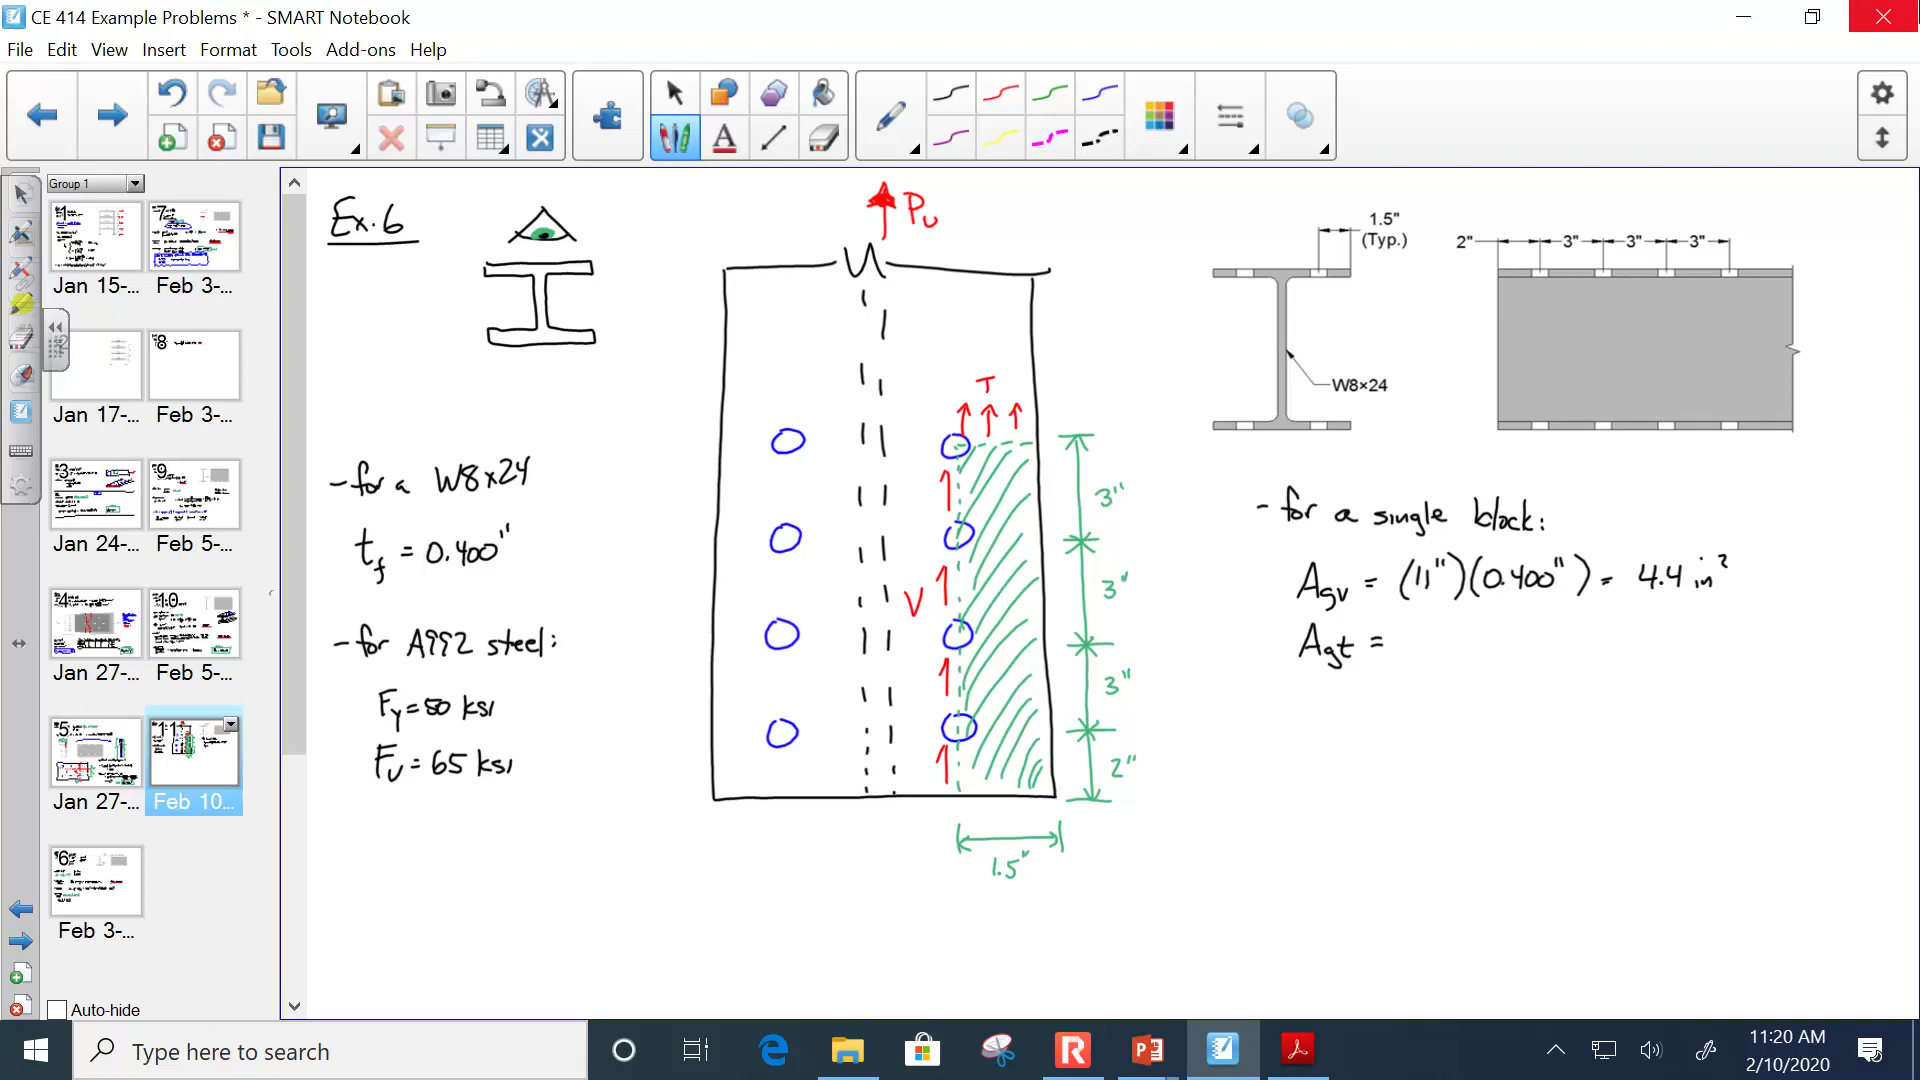 CE 414 Example Problems * - SMART Notebook
File Edit View Insert Format Tools Add-ons Help
Group 1
Jan 15-...
Feb 3-...
Jan 17-...
Feb 3-...
Jan 24-...
Feb 5-...
Jan 27-...
Feb 5-...
Jan 27-...
Feb 10...
Feb 3-...
Auto-hide
Ex. 6
Pu
1.5"
(Typ.)
2" 3" 3" 3"
W8×24
T
V
3"
3"
3"
2"
1.5"
- for a W8x24
tf = 0.400"
- for A992 steel:
Fy = 50 ksi
Fu = 65 ksi
- for a single block:
Agv = (11")(0.400") = 4.4 in²
Agt =
Type here to search
11:20 AM
2/10/2020